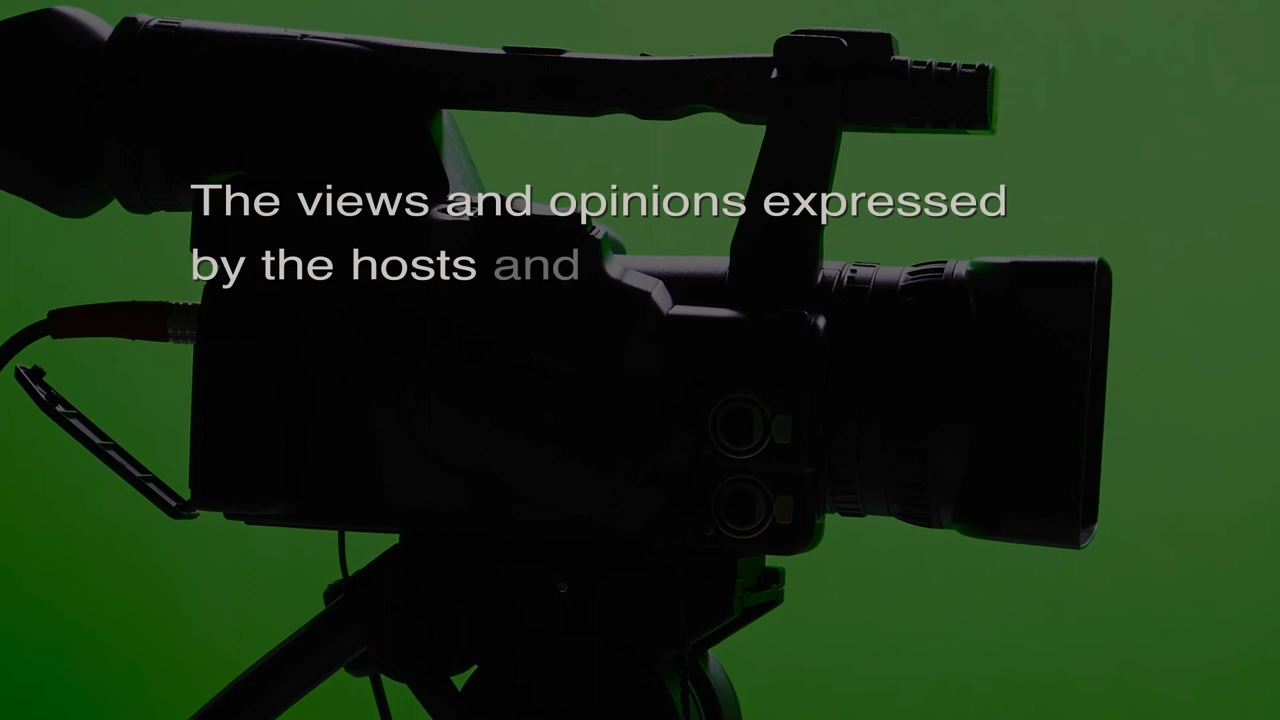 The views and opinions expressed
by the hosts and